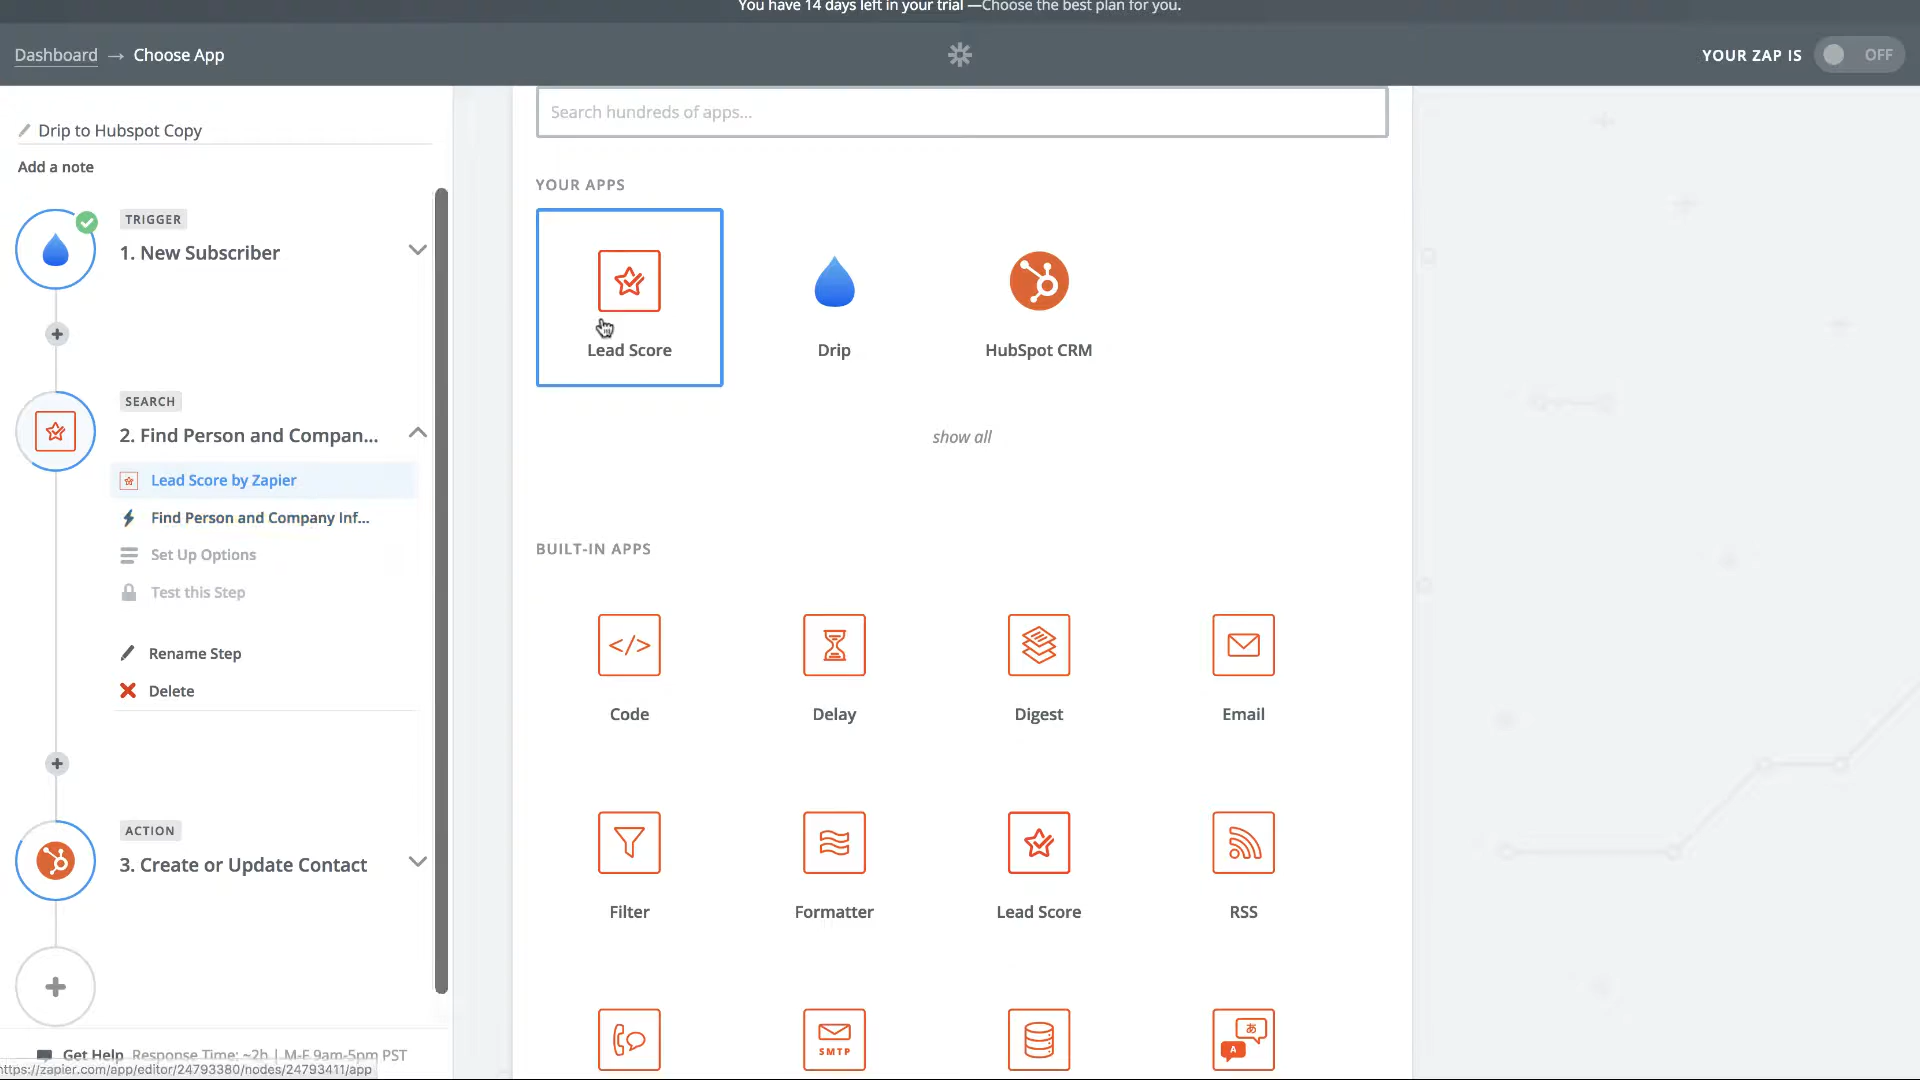 You have 14 days left in your trial —Choose the best plan for you.
Dashboard → Choose App
YOUR ZAP IS OFF
Drip to Hubspot Copy
Add a note
TRIGGER
1. New Subscriber
SEARCH
2. Find Person and Compan...
Lead Score by Zapier
Find Person and Company Inf...
Set Up Options
Test this Step
Rename Step
Delete
ACTION
3. Create or Update Contact
Get Help Response Time: ~2h | M-F 9am-5pm PST
https://zapier.com/app/editor/24793380/nodes/24793411/app
Search hundreds of apps...
YOUR APPS
Lead Score
Drip
HubSpot CRM
show all
BUILT-IN APPS
</> Code
Delay
Digest
Email
Filter
Formatter
Lead Score
RSS
SMTP
あ
A